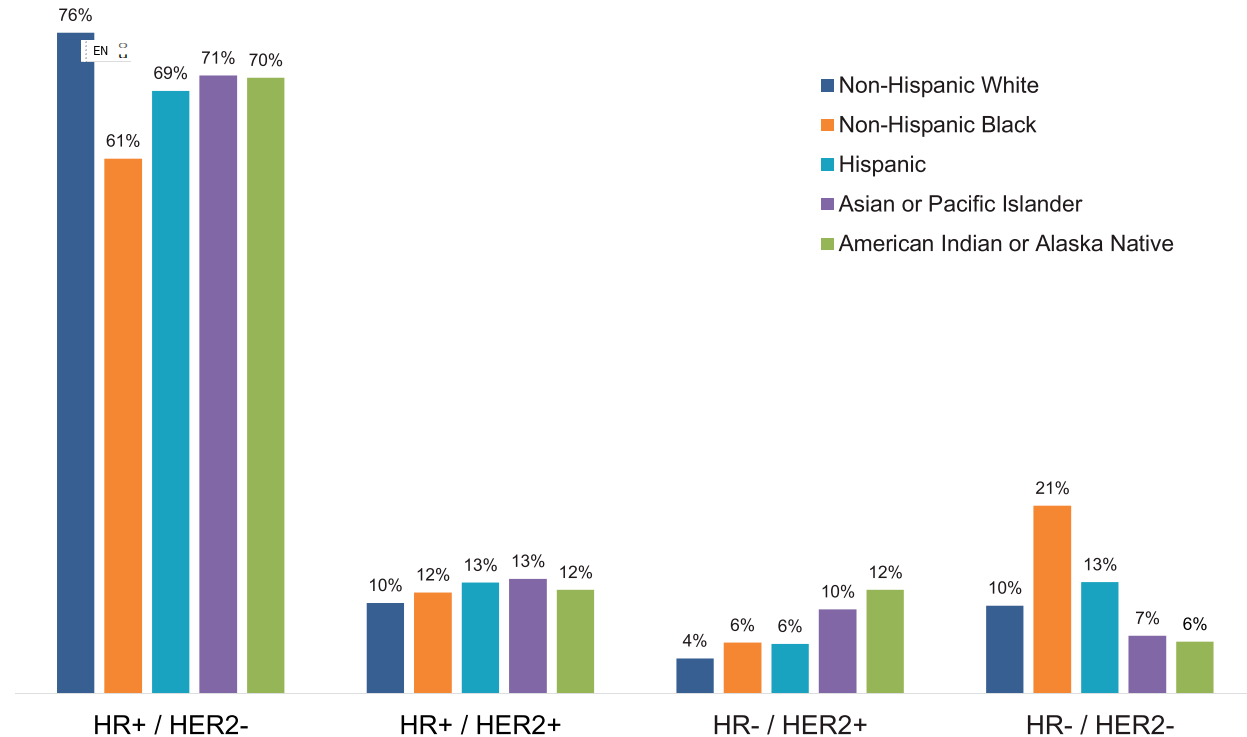 76%
EN
61%
69%
71%
70%
10%
12%
13%
13%
12%
4%
6%
6%
10%
12%
10%
21%
13%
7%
6%
Non-Hispanic White
Non-Hispanic Black
Hispanic
Asian or Pacific Islander
American Indian or Alaska Native
HR+ / HER2-
HR+ / HER2+
HR- / HER2+
HR- / HER2-